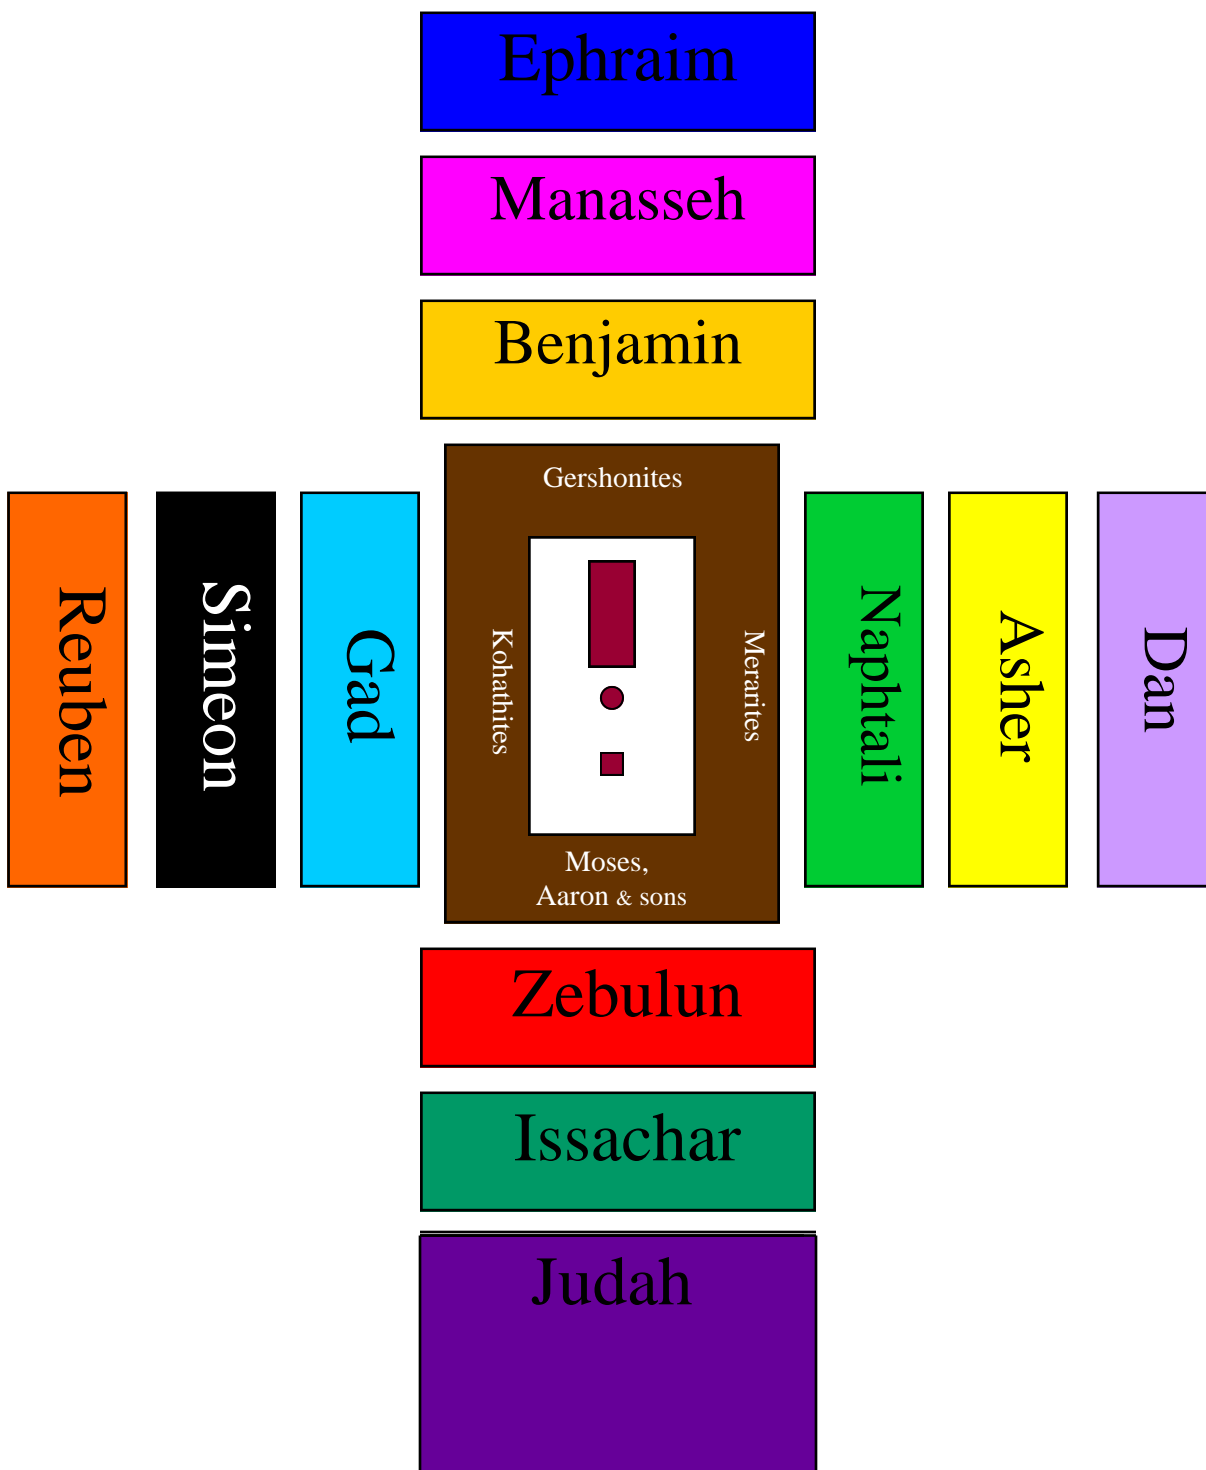 Ephraim
Manasseh
Benjamin
Gershonites
Reuben
Simeon
Gad
Kohathites
Merarites
Naphtali
Asher
Dan
Moses,
Aaron & sons
Zebulun
Issachar
Judah